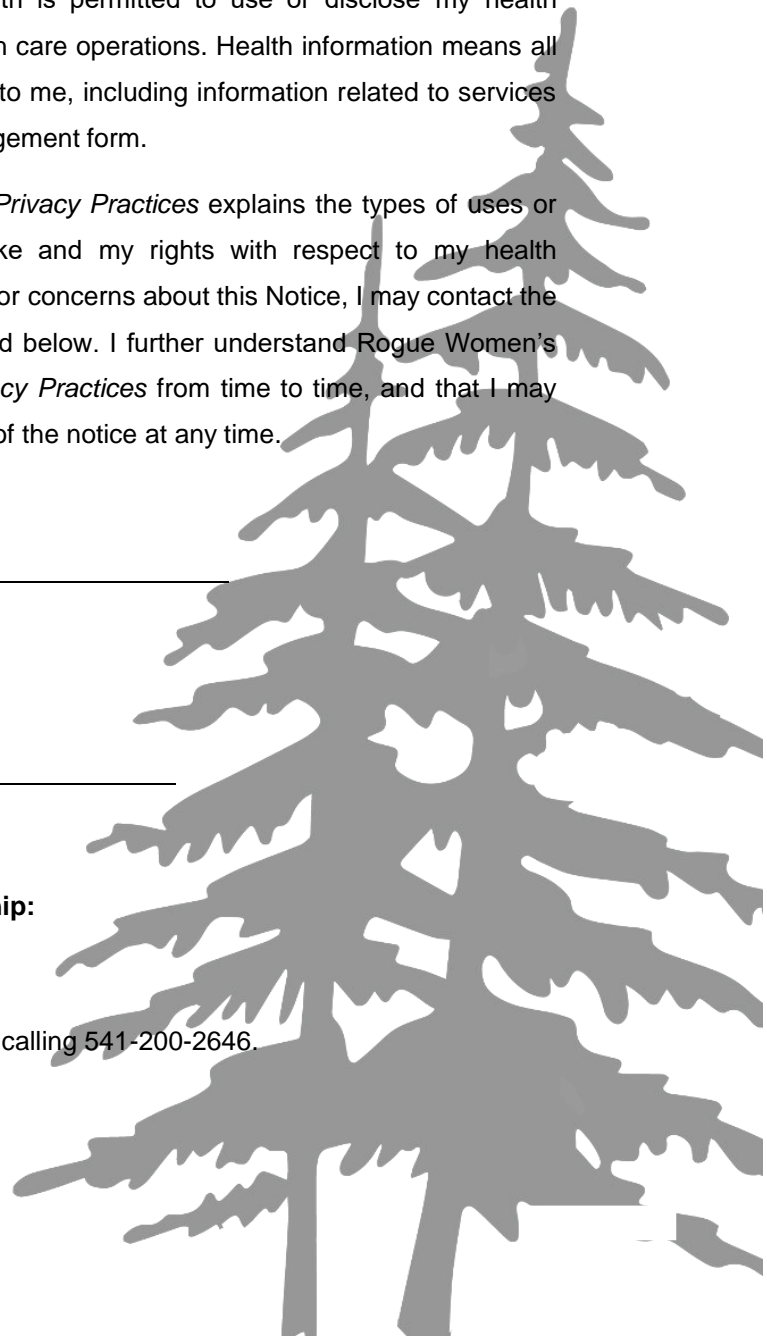 th is permitted to use or disclose my health
n care operations. Health information means all
to me, including information related to services
gement form.
Privacy Practices explains the types of uses or
ke and my rights with respect to my health
or concerns about this Notice, I may contact the
d below. I further understand Rogue Women’s
cy Practices from time to time, and that I may
of the notice at any time.
ip:
calling 541-200-2646.